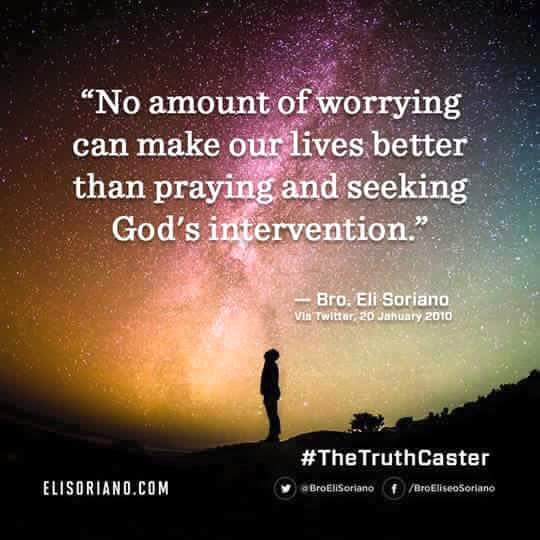 “No amount of worrying
can make our lives better
than praying and seeking
God's intervention.”
— Bro. Eli Soriano
Via Twitter, 20 January 2010
#TheTruthCaster
ELISORIANO.COM
@BroEliSoriano
f /BroEliseoSoriano